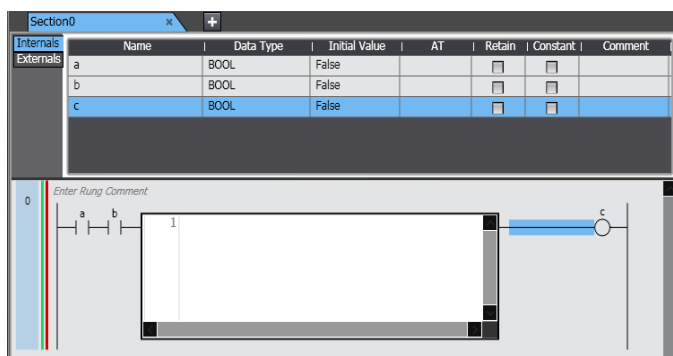 Section0 × +
Internals Name Data Type Initial Value AT Retain Constant Comment
Externals
a BOOL False
b BOOL False
c BOOL False
Enter Rung Comment
0
a b c
1